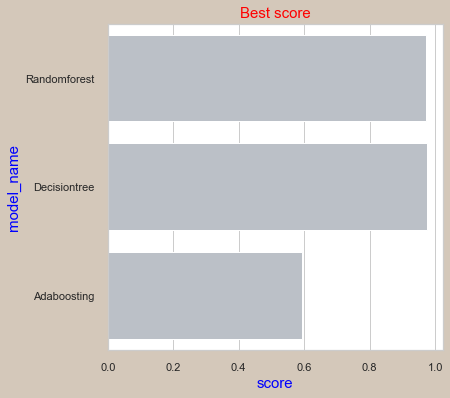 Best score
Randomforest
Decisiontree
Adaboosting
model_name
0.0 0.2 0.4 0.6 0.8 1.0
score